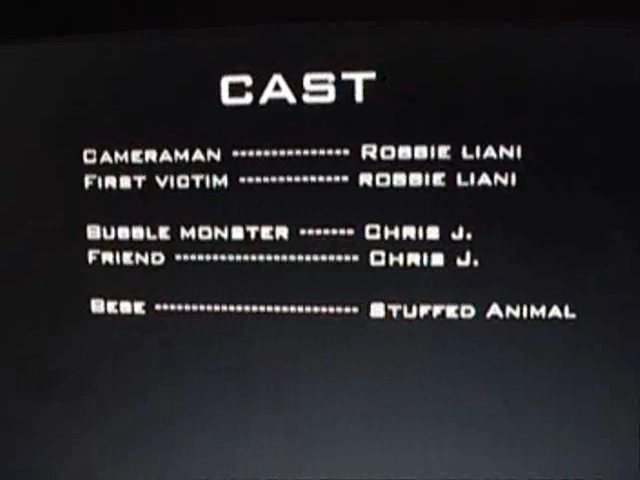 CAST
CAMERAMAN --------------- ROBBIE LIANI
FIRST VICTIM -------------- ROBBIE LIANI
BUBBLE MONSTER ------- CHRIS J.
FRIEND ----------------------- CHRIS J.
BEBE -------------------------- STUFFED ANIMAL